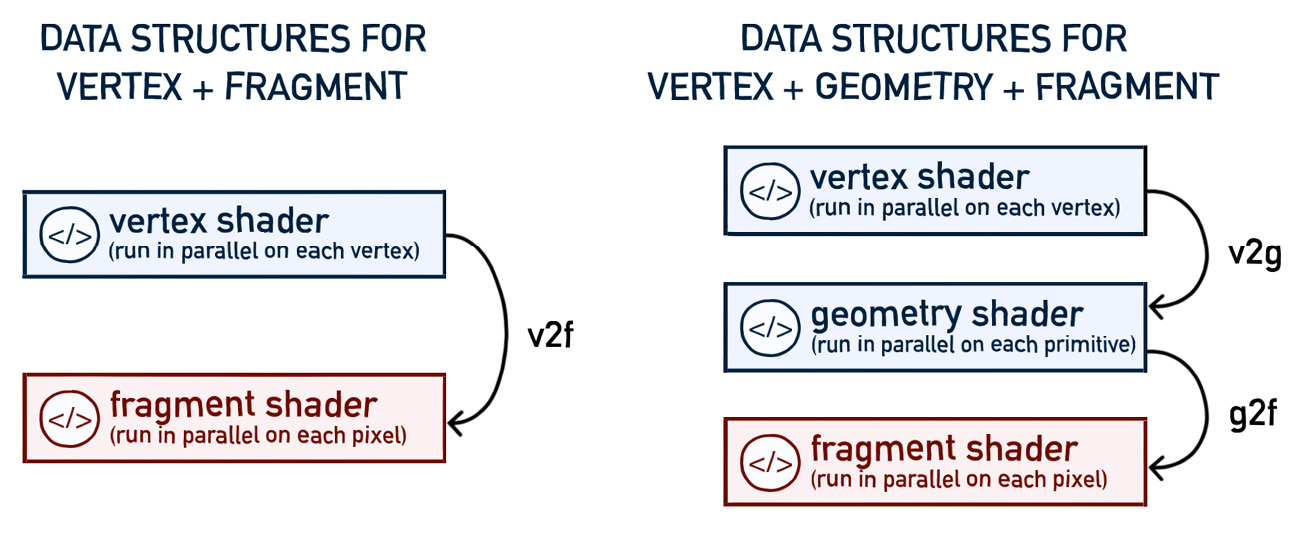 DATA STRUCTURES FOR
VERTEX + FRAGMENT
</> vertex shader
(run in parallel on each vertex)
v2f
</> fragment shader
(run in parallel on each pixel)
DATA STRUCTURES FOR
VERTEX + GEOMETRY + FRAGMENT
</> vertex shader
(run in parallel on each vertex)
v2g
</> geometry shader
(run in parallel on each primitive)
g2f
</> fragment shader
(run in parallel on each pixel)